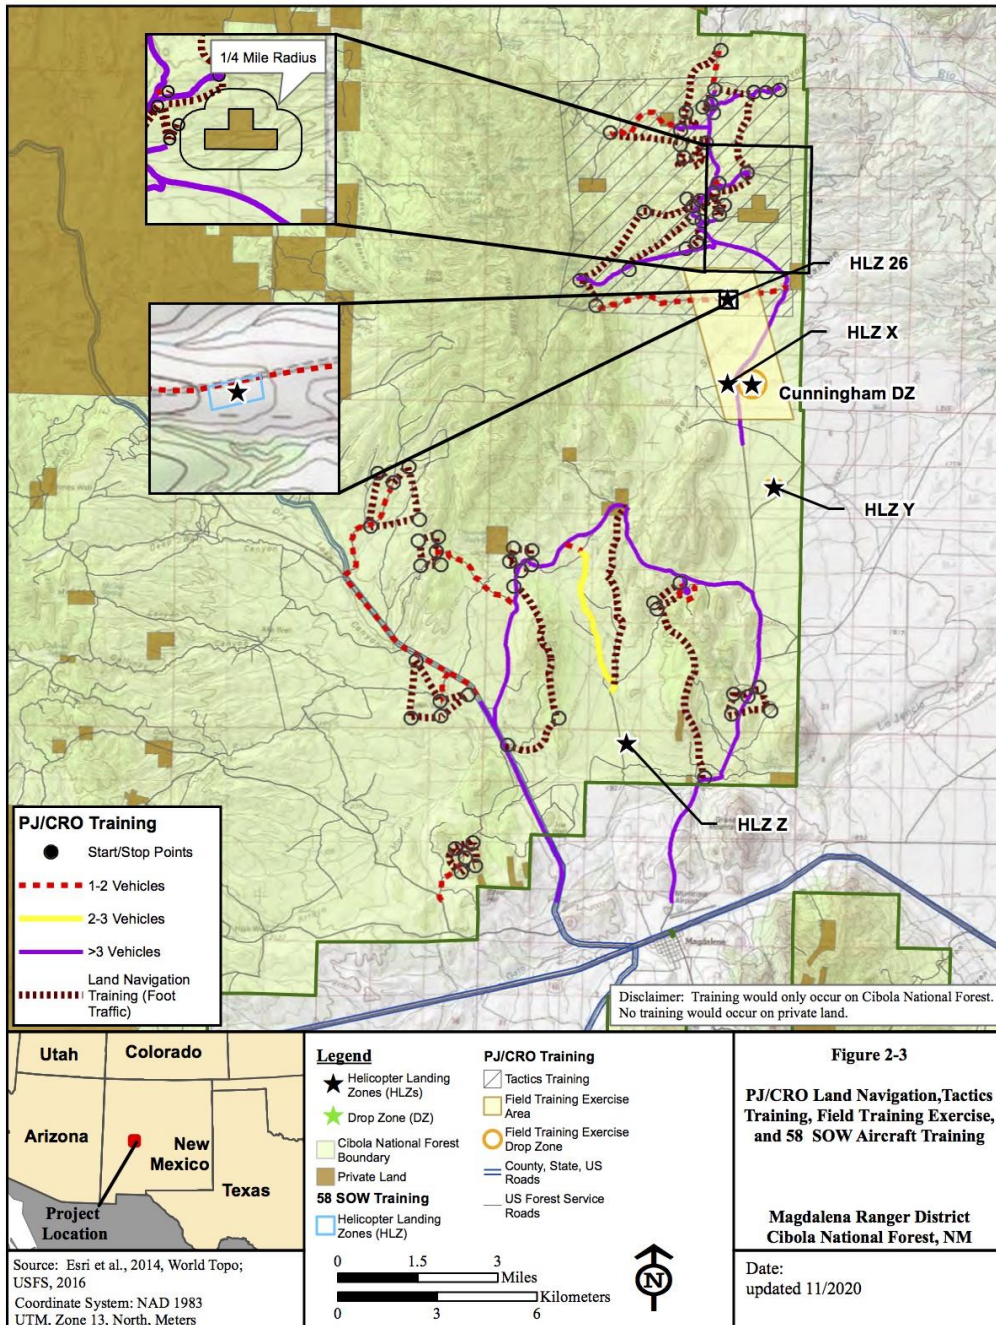 1/4 Mile Radius
HLZ 26
HLZ X
Cunningham DZ
HLZ Y
HLZ Z
Magdalena
PJ/CRO Training
Start/Stop Points
1-2 Vehicles
2-3 Vehicles
>3 Vehicles
Land Navigation
Training (Foot
Traffic)
Disclaimer: Training would only occur on Cibola National Forest.
No training would occur on private land.
Utah
Colorado
Arizona
New
Mexico
Texas
Project
Location
Source: Esri et al., 2014, World Topo;
USFS, 2016
Coordinate System: NAD 1983
UTM, Zone 13, North, Meters
Legend
Helicopter Landing
Zones (HLZs)
Drop Zone (DZ)
Cibola National Forest
Boundary
Private Land
58 SOW Training
Helicopter Landing
Zones (HLZ)
PJ/CRO Training
Tactics Training
Field Training Exercise
Area
Field Training Exercise
Drop Zone
County, State, US
Roads
US Forest Service
Roads
0 1.5 3
Miles
Kilometers
0 3 6
N
Figure 2-3
PJ/CRO Land Navigation,Tactics
Training, Field Training Exercise,
and 58 SOW Aircraft Training
Magdalena Ranger District
Cibola National Forest, NM
Date:
updated 11/2020